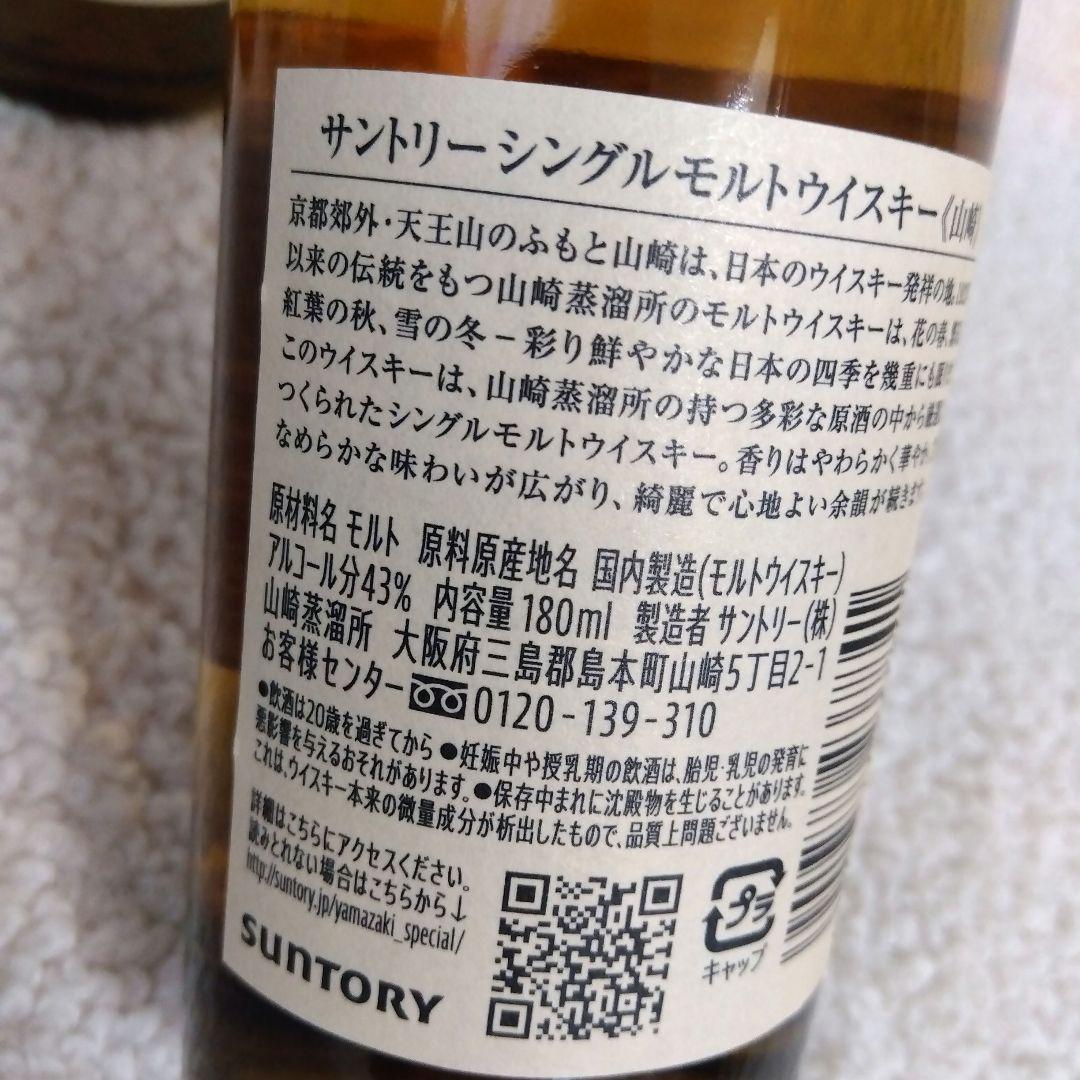 サントリーシングルモルトウイスキー《山崎
京都郊外・天王山のふもと山崎は、日本のウイスキー発祥の地。
以来の伝統をもつ山崎蒸溜所のモルトウイスキーは、花の春、
紅葉の秋、雪の冬－彩り鮮やかな日本の四季を幾重にも
このウイスキーは、山崎蒸溜所の持つ多彩な原酒の中から
つくられたシングルモルトウイスキー。香りはやわらかく華やか
なめらかな味わいが広がり、綺麗で心地よい余韻が続きます
原材料名 モルト 原料原産地名 国内製造(モルトウイスキー)
アルコール分43% 内容量 180ml 製造者 サントリー(株)
山崎蒸溜所 大阪府三島郡島本町山崎5丁目2-1
お客様センター 0120-139-310
●飲酒は20歳を過ぎてから ●妊娠中や授乳期の飲酒は、胎児・乳児の発育に
悪影響を与えるおそれがあります。●保存中まれに沈殿物を生じることがあります。
これは、ウイスキー本来の微量成分が析出したもので、品質上問題ございません。
詳細はこちらにアクセスください。
読みとれない場合はこちらから↓
http://suntory.jp/yamazaki_special/
SUNTORY
プラ
キャップ